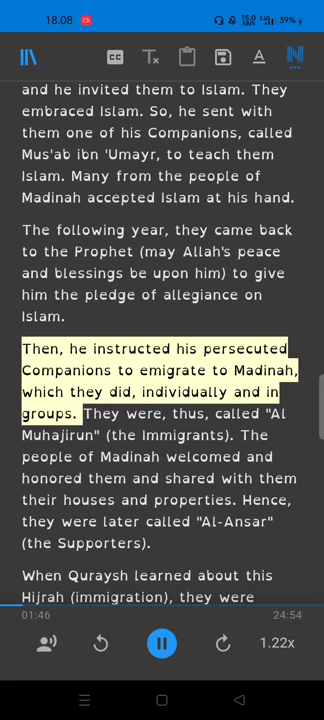 18.08
15.0
59%
CC
and he invited them to Islam. They
embraced Islam. So, he sent with
them one of his Companions, called
Mus'ab ibn 'Umayr, to teach them
Islam. Many from the people of
Madinah accepted Islam at his hand.
The following year, they came back
to the Prophet (may Allah's peace
and blessings be upon him) to give
him the pledge of allegiance on
Islam.
Then, he instructed his persecuted
Companions to emigrate to Madinah,
which they did, individually and in
groups. They were, thus, called "Al
Muhajirun" (the Immigrants). The
people of Madinah welcomed and
honored them and shared with them
their houses and properties. Hence,
they were later called "Al-Ansar"
(the Supporters).
When Quraysh learned about this
Hijrah (immigration), they were
01:46
24:54
1.22x